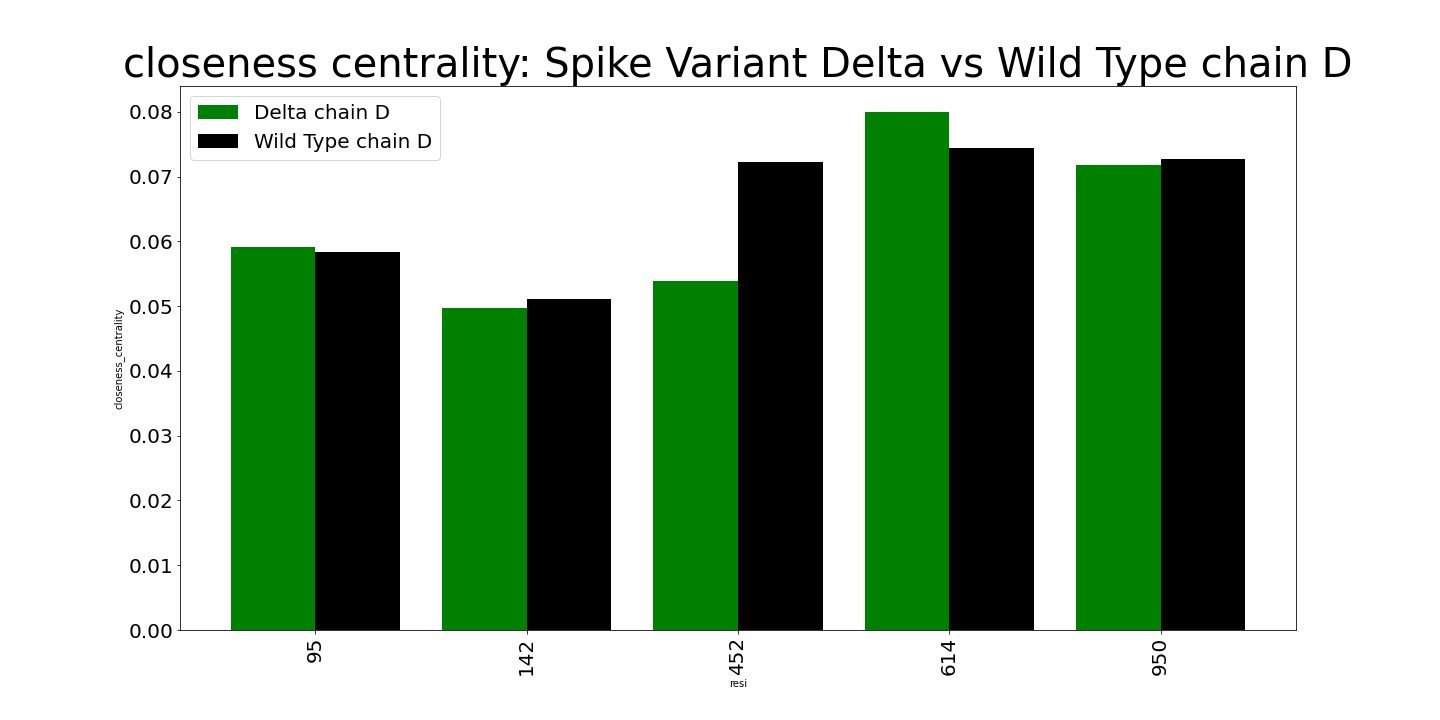 closeness centrality: Spike Variant Delta vs Wild Type chain D
Delta chain D
Wild Type chain D
0.08
0.07
0.06
0.05
0.04
0.03
0.02
0.01
0.00
closeness_centrality
95
142
452
614
950
resi